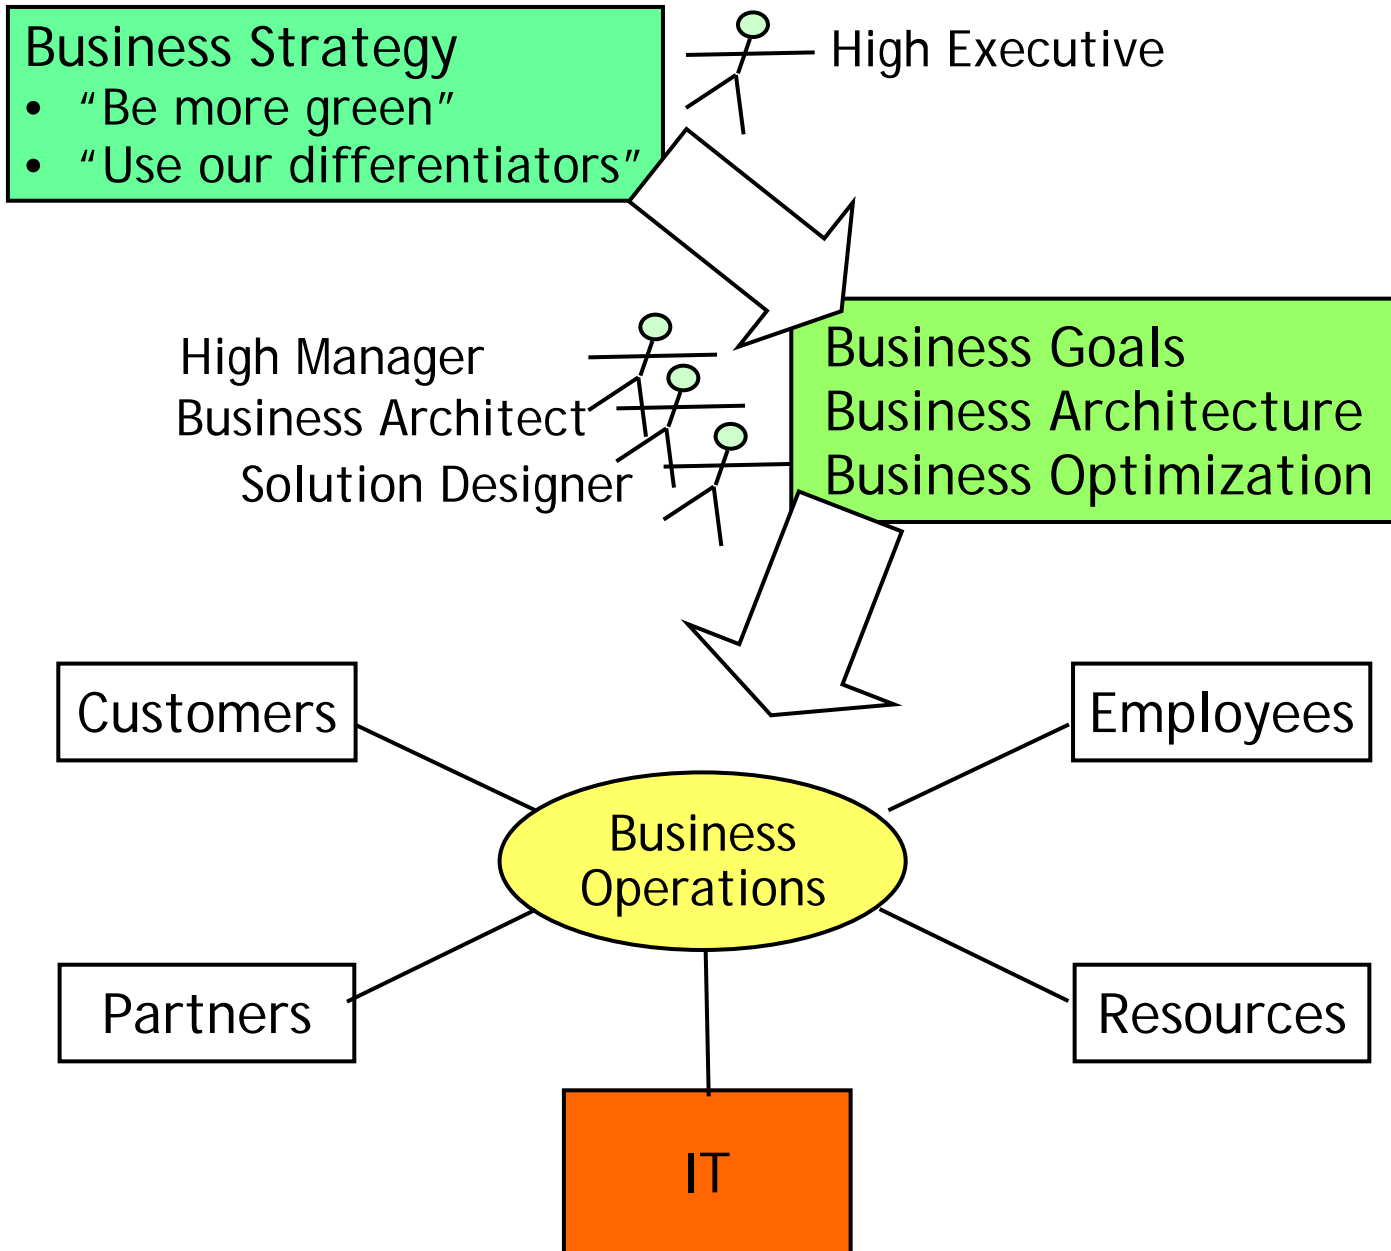 Business Strategy
• “Be more green”
• “Use our differentiators”
High Executive
High Manager
Business Architect
Solution Designer
Business Goals
Business Architecture
Business Optimization
Customers
Employees
Business
Operations
Partners
Resources
IT